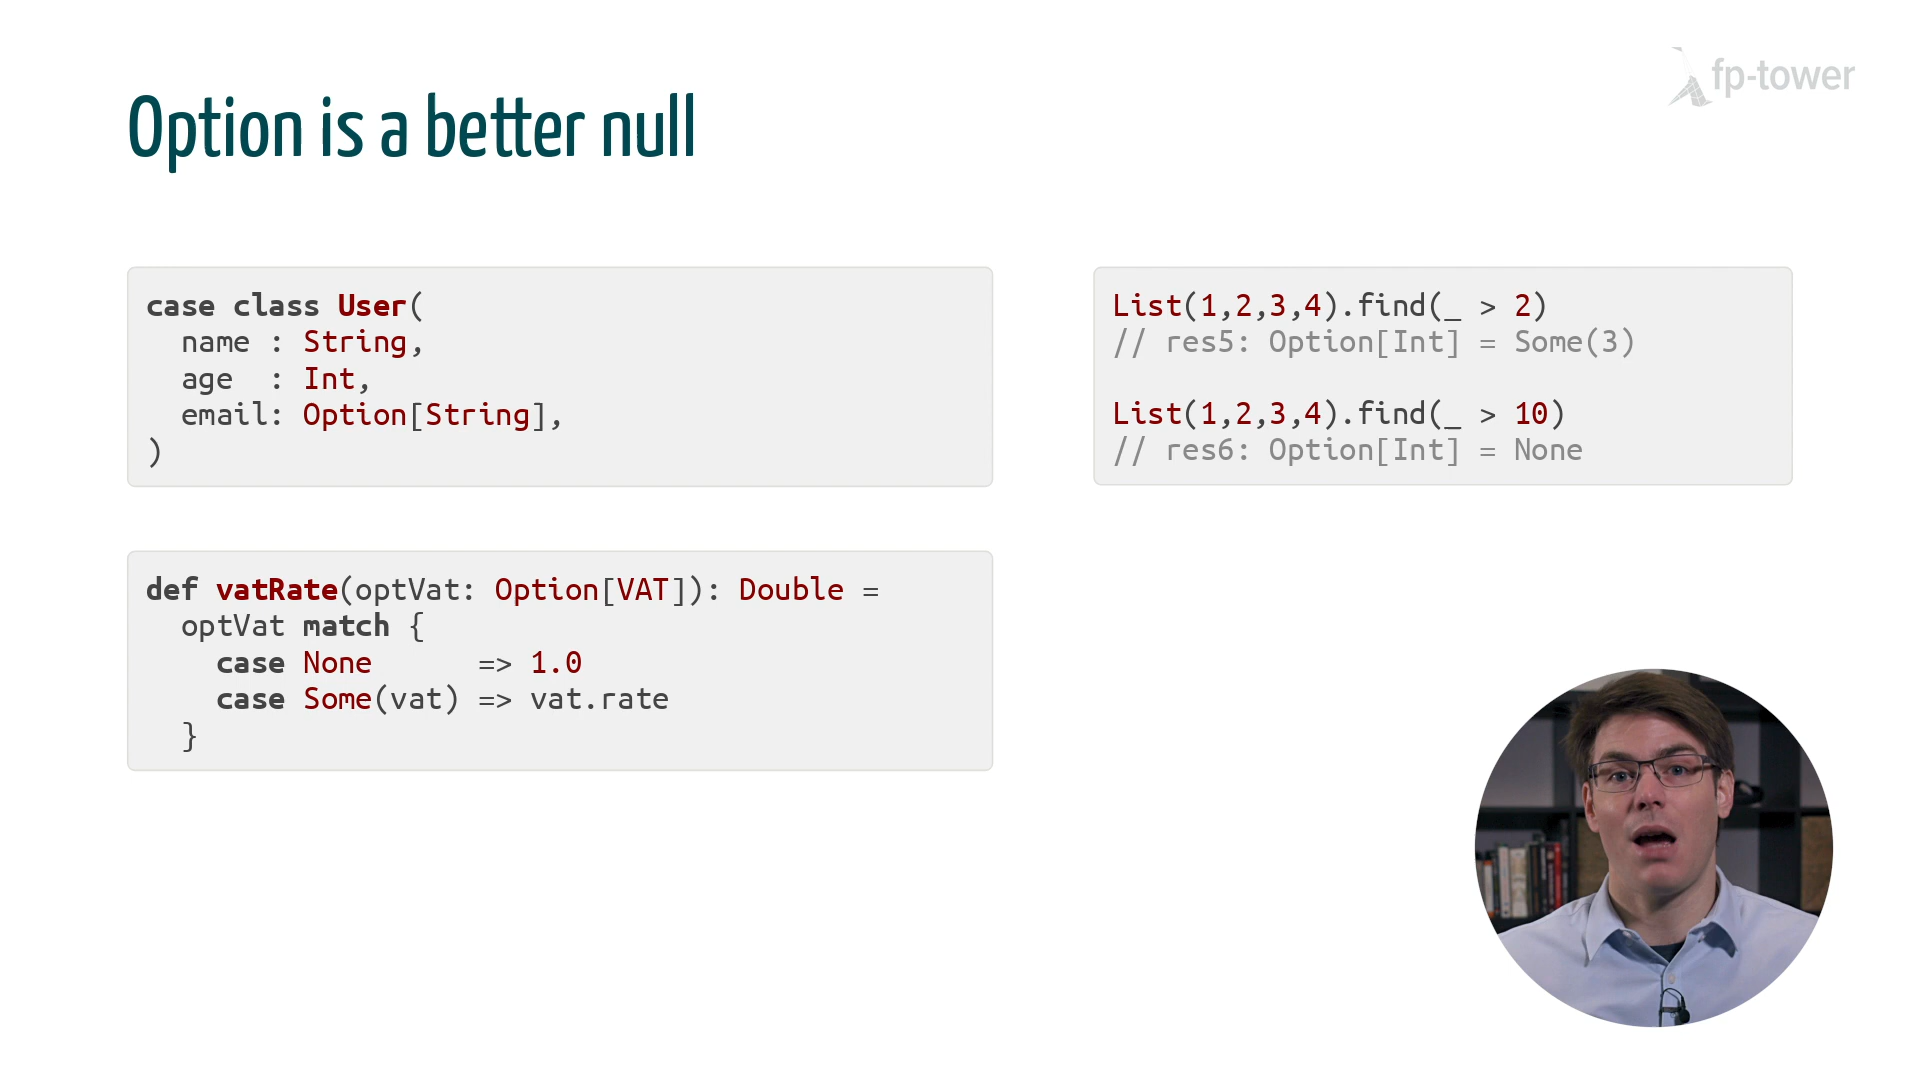 fp-tower
Option is a better null
case class User(
  name : String,
  age  : Int,
  email: Option[String],
)
List(1,2,3,4).find(_ > 2)
// res5: Option[Int] = Some(3)
List(1,2,3,4).find(_ > 10)
// res6: Option[Int] = None
def vatRate(optVat: Option[VAT]): Double =
  optVat match {
    case None      => 1.0
    case Some(vat) => vat.rate
  }